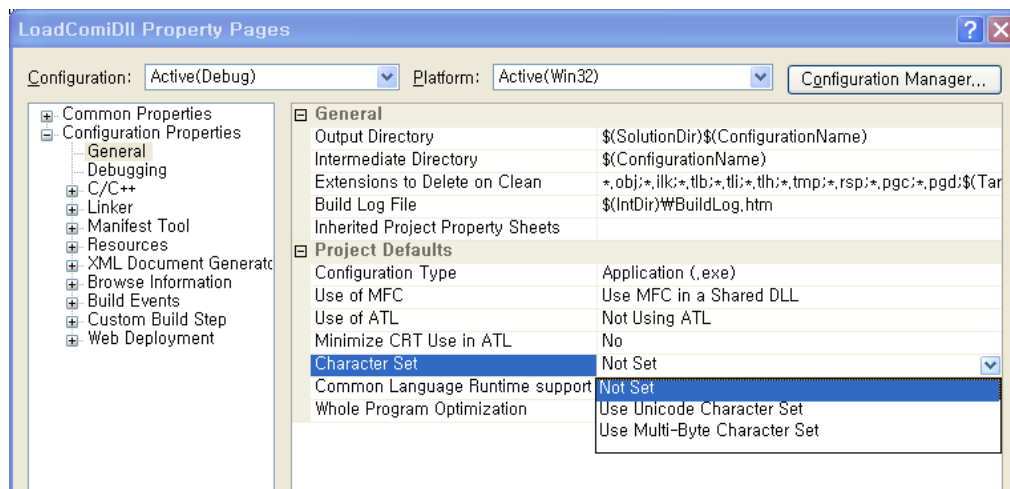 LoadComiDll Property Pages
Configuration: Active(Debug) Platform: Active(Win32) Configuration Manager...
Common Properties
Configuration Properties
General
Debugging
C/C++
Linker
Manifest Tool
Resources
XML Document Generato
Browse Information
Build Events
Custom Build Step
Web Deployment
General
Output Directory $(SolutionDir)$(ConfigurationName)
Intermediate Directory $(ConfigurationName)
Extensions to Delete on Clean *.obj;*.ilk;*.tlb;*.tli;*.tlh;*.tmp;*.rsp;*.pgc;*.pgd;$(Tar
Build Log File $(IntDir)₩BuildLog.htm
Inherited Project Property Sheets
Project Defaults
Configuration Type Application (.exe)
Use of MFC Use MFC in a Shared DLL
Use of ATL Not Using ATL
Minimize CRT Use in ATL No
Character Set Not Set
Common Language Runtime support Not Set
Whole Program Optimization Use Unicode Character Set
Use Multi-Byte Character Set